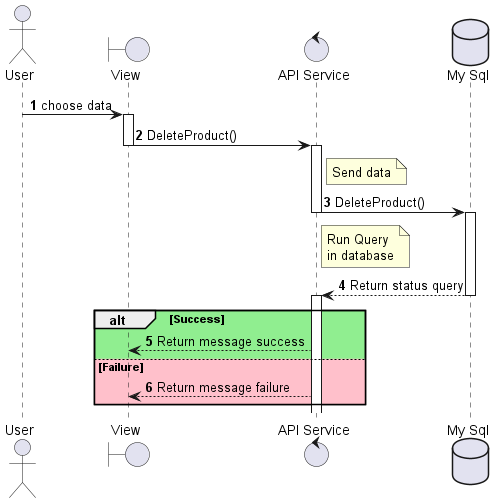 User
View
API Service
My Sql
1 choose data
2 DeleteProduct()
Send data
3 DeleteProduct()
Run Query
in database
4 Return status query
alt [Success]
5 Return message success
[Failure]
6 Return message failure
User
View
API Service
My Sql